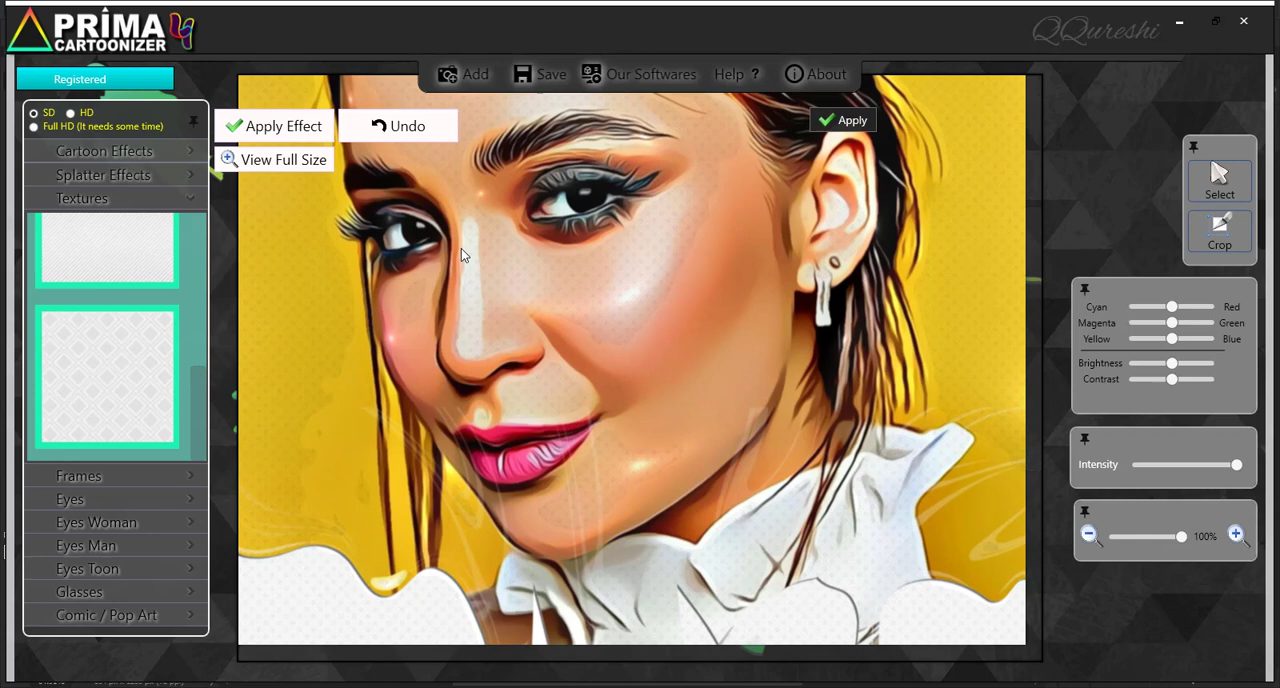 PRİMA
CARTOONIZER
QQureshi
Registered
Add
Save
Our Softwares
Help ?
About
SD
HD
Full HD (It needs some time)
Apply Effect
Undo
View Full Size
Apply
Cartoon Effects
Splatter Effects
Textures
Frames
Eyes
Eyes Woman
Eyes Man
Eyes Toon
Glasses
Comic / Pop Art
Select
Crop
Cyan Red
Magenta Green
Yellow Blue
Brightness
Contrast
Intensity
100%